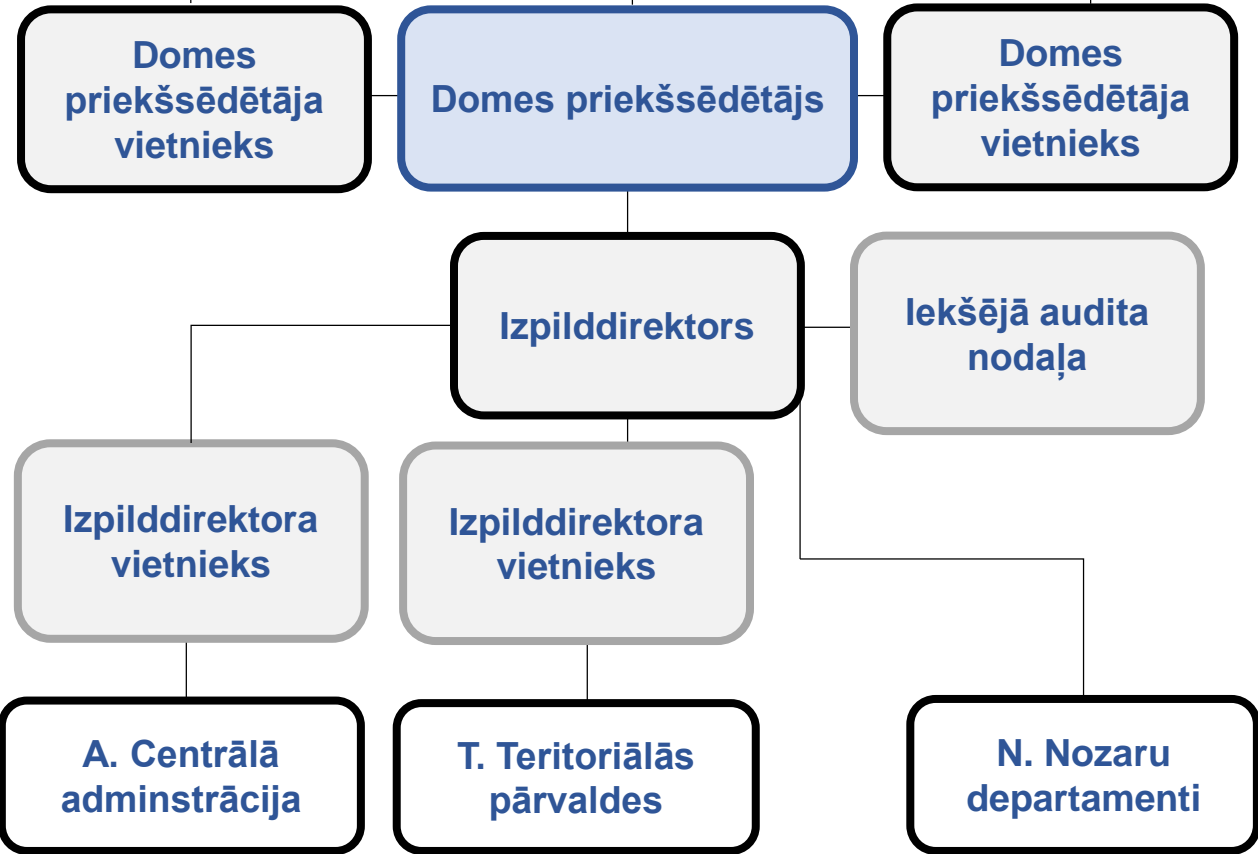 Domes
priekšsēdētāja
vietnieks
Domes priekšsēdētājs
Domes
priekšsēdētāja
vietnieks
Izpilddirektors
Iekšējā audita
nodaļa
Izpilddirektora
vietnieks
Izpilddirektora
vietnieks
A. Centrālā
adminstrācija
T. Teritoriālās
pārvaldes
N. Nozaru
departamenti